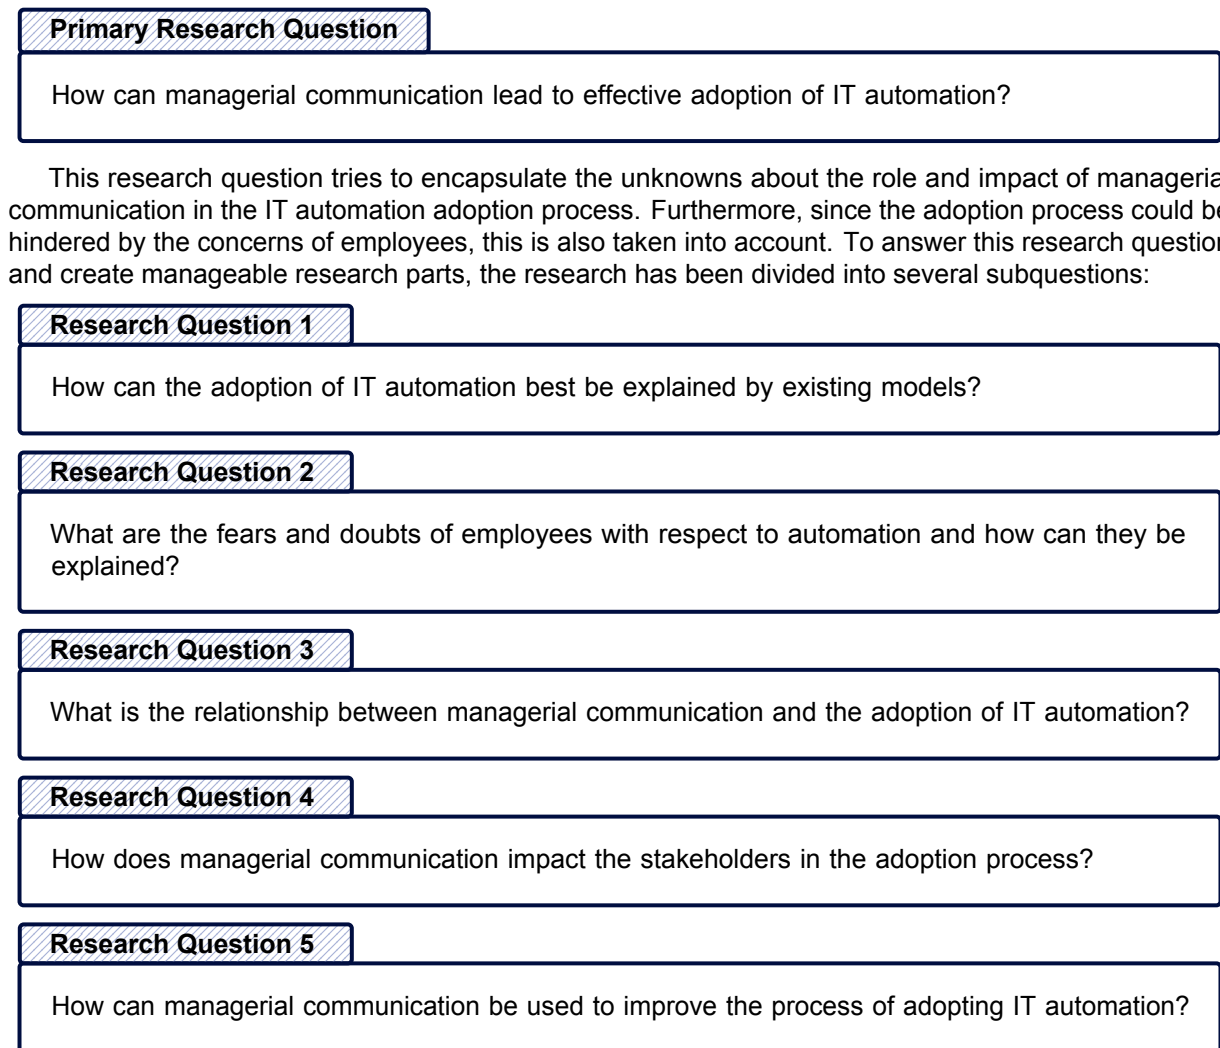 Primary Research Question
How can managerial communication lead to effective adoption of IT automation?
This research question tries to encapsulate the unknowns about the role and impact of manageria
communication in the IT automation adoption process. Furthermore, since the adoption process could be
hindered by the concerns of employees, this is also taken into account. To answer this research question
and create manageable research parts, the research has been divided into several subquestions:
Research Question 1
How can the adoption of IT automation best be explained by existing models?
Research Question 2
What are the fears and doubts of employees with respect to automation and how can they be
explained?
Research Question 3
What is the relationship between managerial communication and the adoption of IT automation?
Research Question 4
How does managerial communication impact the stakeholders in the adoption process?
Research Question 5
How can managerial communication be used to improve the process of adopting IT automation?